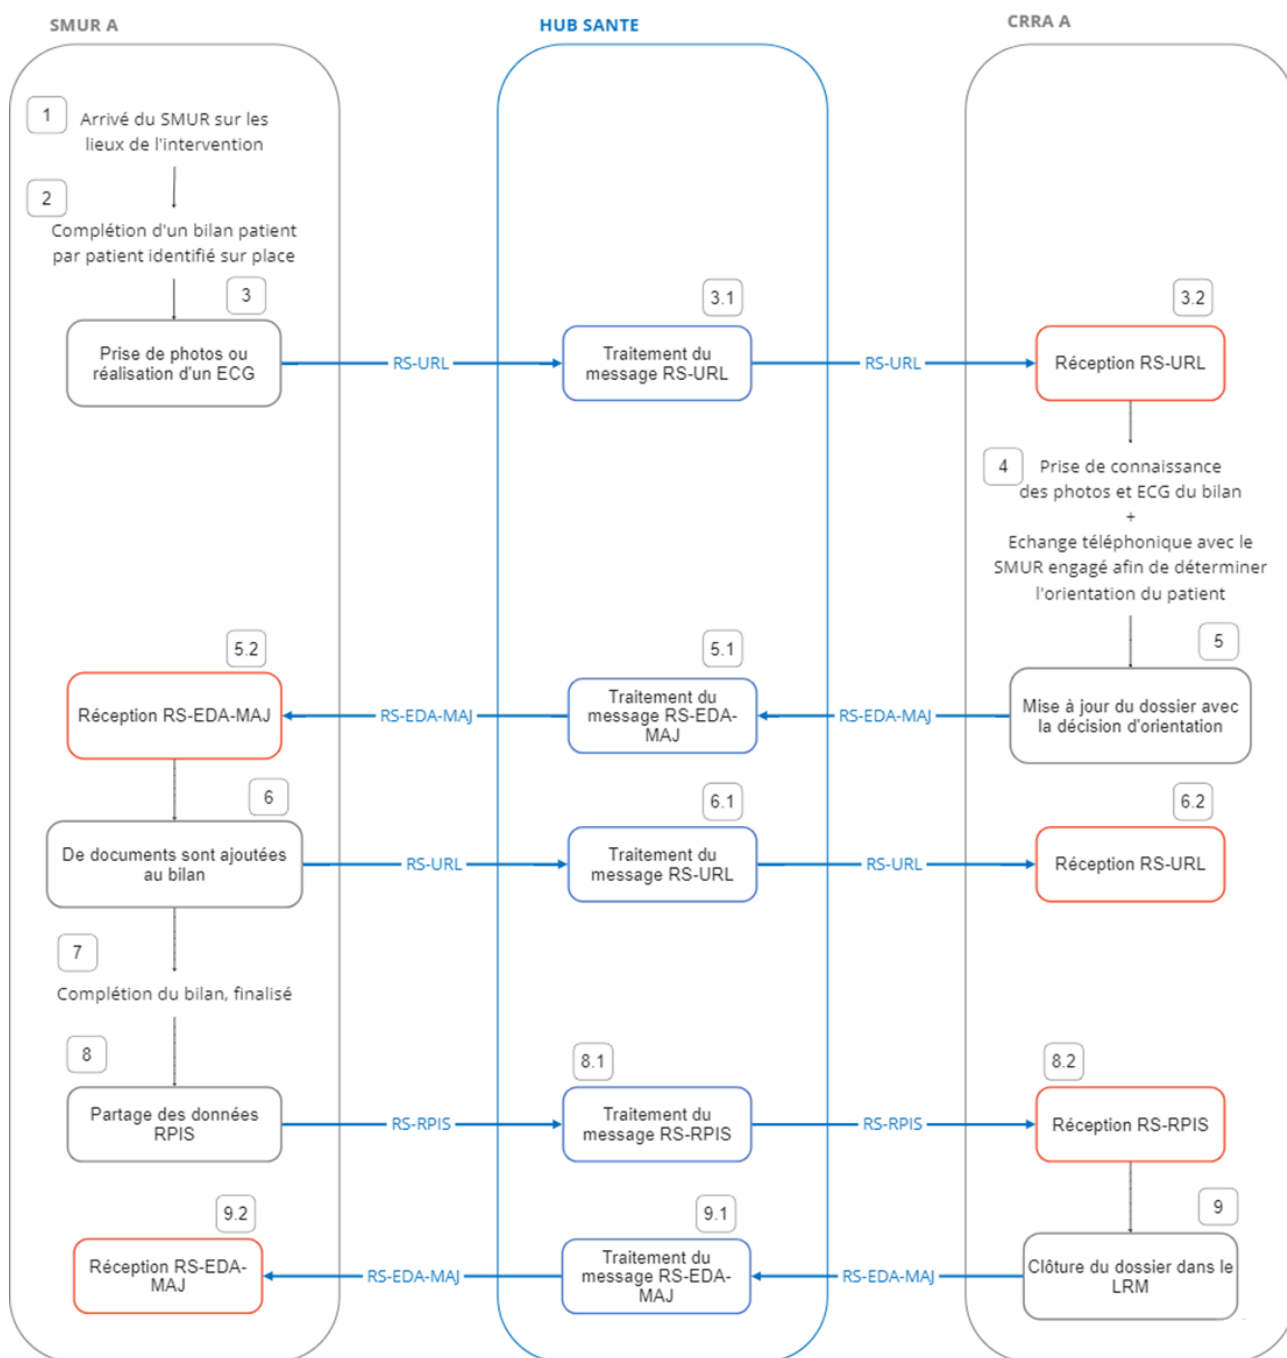 SMUR A
HUB SANTE
CRRA A
1
Arrivé du SMUR sur les
lieux de l'intervention
2
Complétion d'un bilan patient
par patient identifié sur place
3
Prise de photos ou
réalisation d'un ECG
RS-URL
3.1
Traitement du
message RS-URL
RS-URL
3.2
Réception RS-URL
4
Prise de connaissance
des photos et ECG du bilan
+
Echange téléphonique avec le
SMUR engagé afin de déterminer
l'orientation du patient
5
Mise à jour du dossier avec
la décision d'orientation
RS-EDA-MAJ
5.1
Traitement du
message RS-EDA-
MAJ
RS-EDA-MAJ
5.2
Réception RS-EDA-MAJ
6
De documents sont ajoutées
au bilan
RS-URL
6.1
Traitement du
message RS-URL
RS-URL
6.2
Réception RS-URL
7
Complétion du bilan, finalisé
8
Partage des données
RPIS
RS-RPIS
8.1
Traitement du
message RS-RPIS
RS-RPIS
8.2
Réception RS-RPIS
9
Clôture du dossier dans le
LRM
RS-EDA-MAJ
9.1
Traitement du
message RS-EDA-
MAJ
RS-EDA-MAJ
9.2
Réception RS-EDA-
MAJ